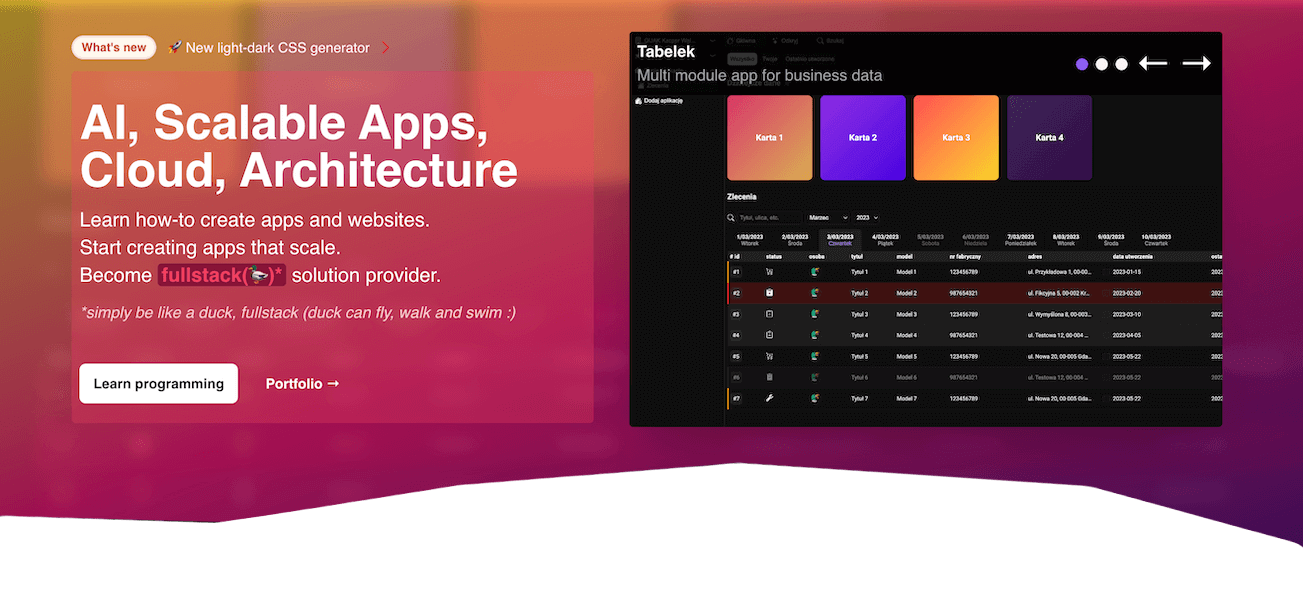 What's new
🚀 New light-dark CSS generator
AI, Scalable Apps,
Cloud, Architecture
Learn how-to create apps and websites.
Start creating apps that scale.
Become fullstack(🦆)* solution provider.
*simply be like a duck, fullstack (duck can fly, walk and swim :)
Learn programming
Portfolio →
Tabelek
Multi module app for business data
Główna Odkryj Szukaj
Wszystko Twoje Ostatnio utworzone
Zlecenia
Dodaj aplikację
Karta 1 Karta 2 Karta 3 Karta 4
Zlecenia
Tytuł, ulica, etc. Marzec 2023
1/03/2023 2/03/2023 3/03/2023 4/03/2023 5/03/2023 6/03/2023 7/03/2023 8/03/2023 9/03/2023 10/03/2023
Wtorek Środa Czwartek Piątek Sobota Niedziela Poniedziałek Wtorek Środa Czwartek
# id status osoba tytuł model nr fabryczny adres data utworzenia
#1 Tytuł 1 Model 1 123456789 ul. Przykładowa 1, 00-00... 2023-01-15
#2 Tytuł 2 Model 2 987654321 ul. Fikcyjna 5, 00-002 Kr... 2023-02-20
#3 Tytuł 3 Model 3 123456789 ul. Wymyślona 8, 00-003... 2023-03-10
#4 Tytuł 4 Model 4 987654321 ul. Testowa 12, 00-004 ... 2023-04-05
#5 Tytuł 5 Model 5 123456789 ul. Nowa 20, 00-005 Gda... 2023-05-22
#6 Tytuł 6 Model 6 987654321 ul. Testowa 12, 00-004 ... 2023-05-22
#7 Tytuł 7 Model 7 123456789 ul. Nowa 20, 00-005 Gda... 2023-05-22